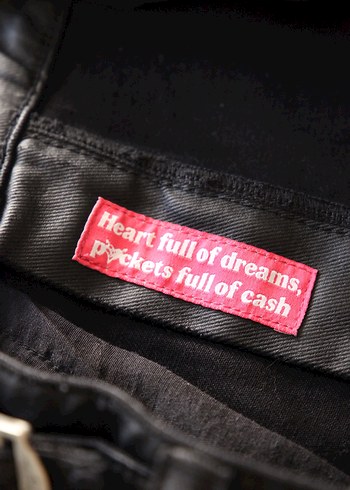 Heart full of dreams,
pockets full of cash